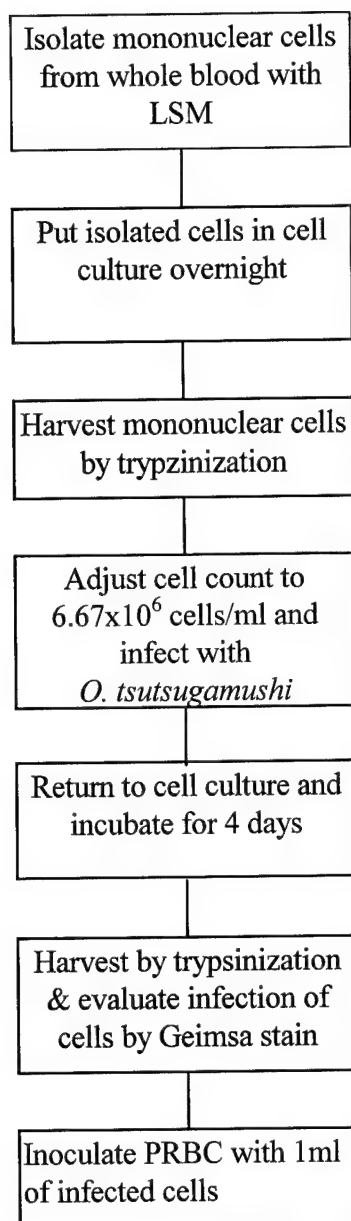 Isolate mononuclear cells
from whole blood with
LSM
Put isolated cells in cell
culture overnight
Harvest mononuclear cells
by trypzinization
Adjust cell count to
6.67x10⁶ cells/ml and
infect with
O. tsutsugamushi
Return to cell culture and
incubate for 4 days
Harvest by trypsinization
& evaluate infection of
cells by Geimsa stain
Inoculate PRBC with 1ml
of infected cells